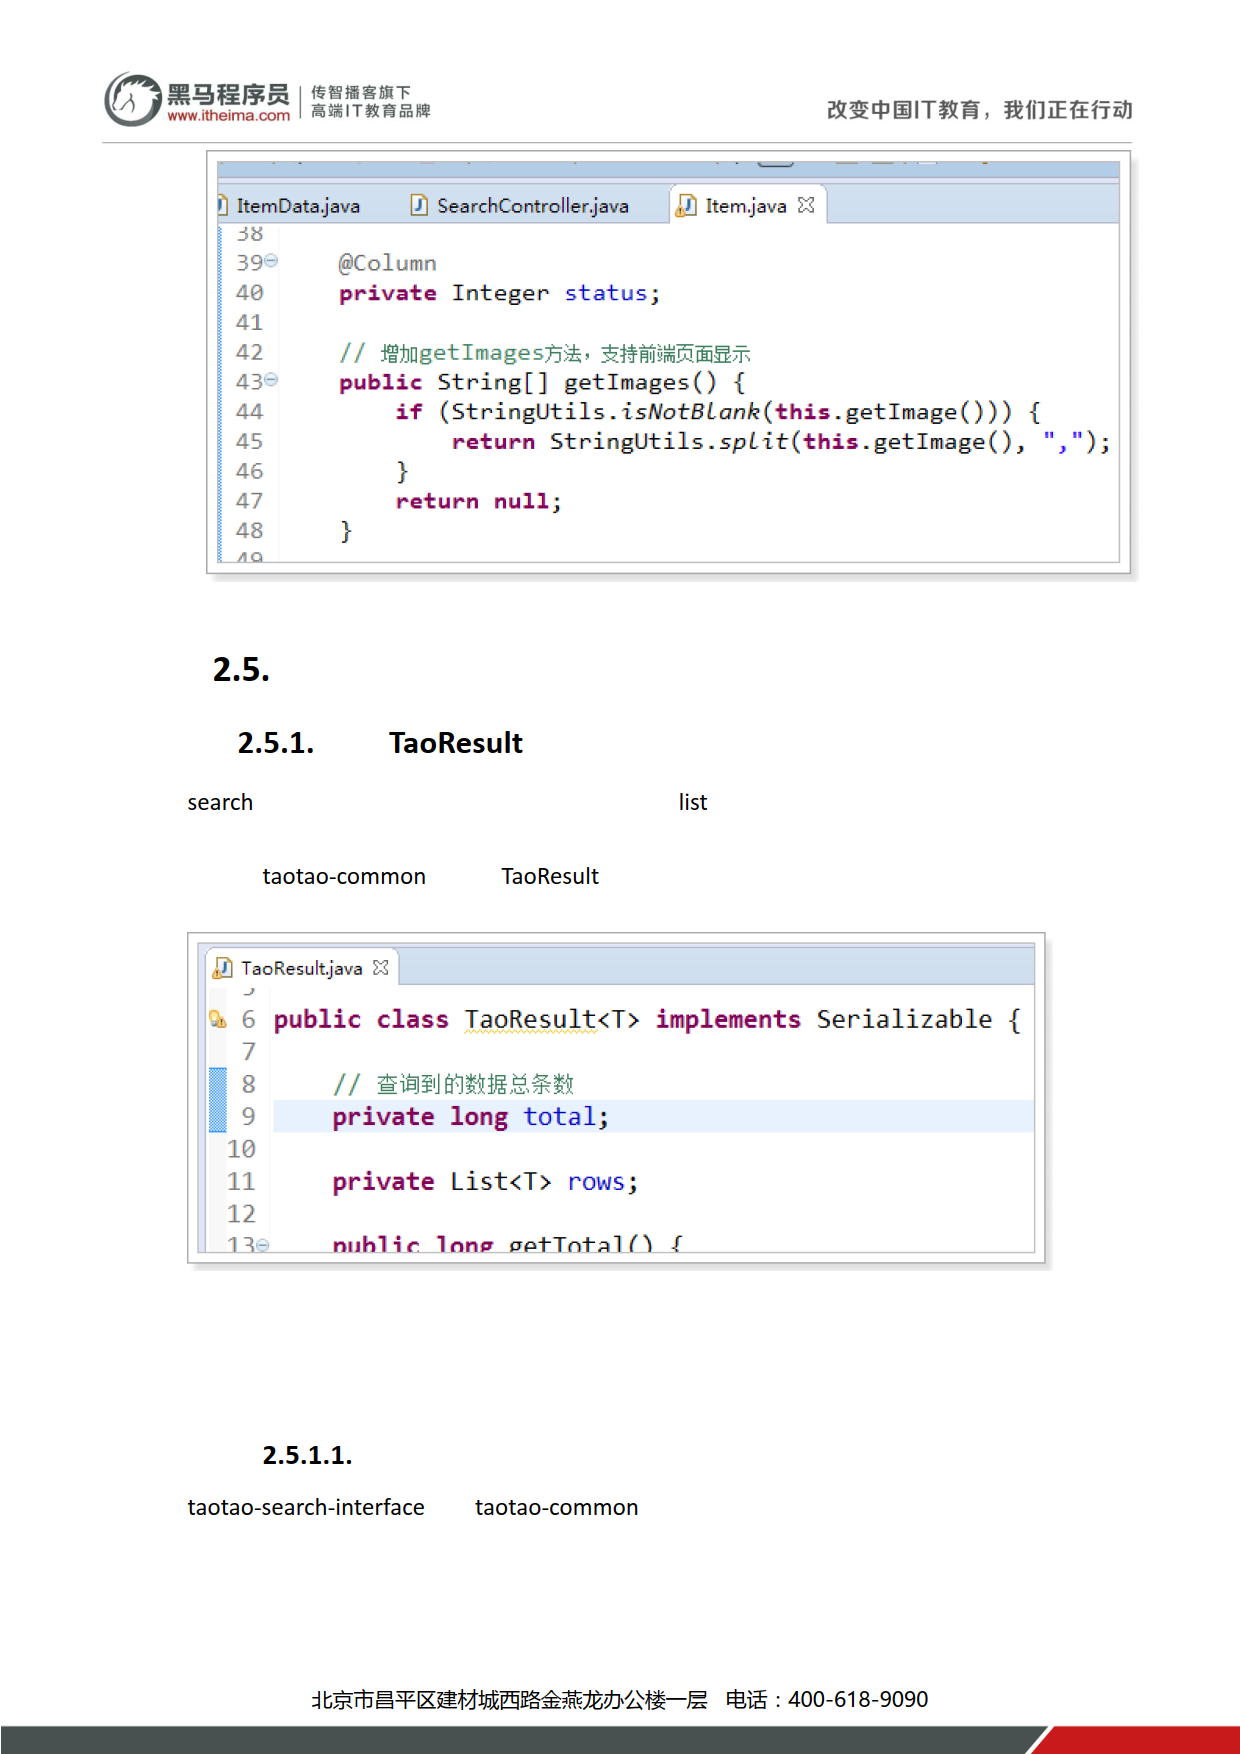 黑马程序员
www.itheima.com
传智播客旗下
高端IT教育品牌
改变中国IT教育，我们正在行动
ItemData.java SearchController.java Item.java
38
39 @Column
40 private Integer status;
41
42 // 增加getImages方法，支持前端页面显示
43 public String[] getImages() {
44 if (StringUtils.isNotBlank(this.getImage())) {
45 return StringUtils.split(this.getImage(), ",");
46 }
47 return null;
48 }
49
2.5.
2.5.1. TaoResult
search list
taotao-common TaoResult
TaoResult.java
5
6 public class TaoResult<T> implements Serializable {
7
8 // 查询到的数据总条数
9 private long total;
10
11 private List<T> rows;
12
13 public long getTotal() {
2.5.1.1.
taotao-search-interface taotao-common
北京市昌平区建材城西路金燕龙办公楼一层 电话：400-618-9090